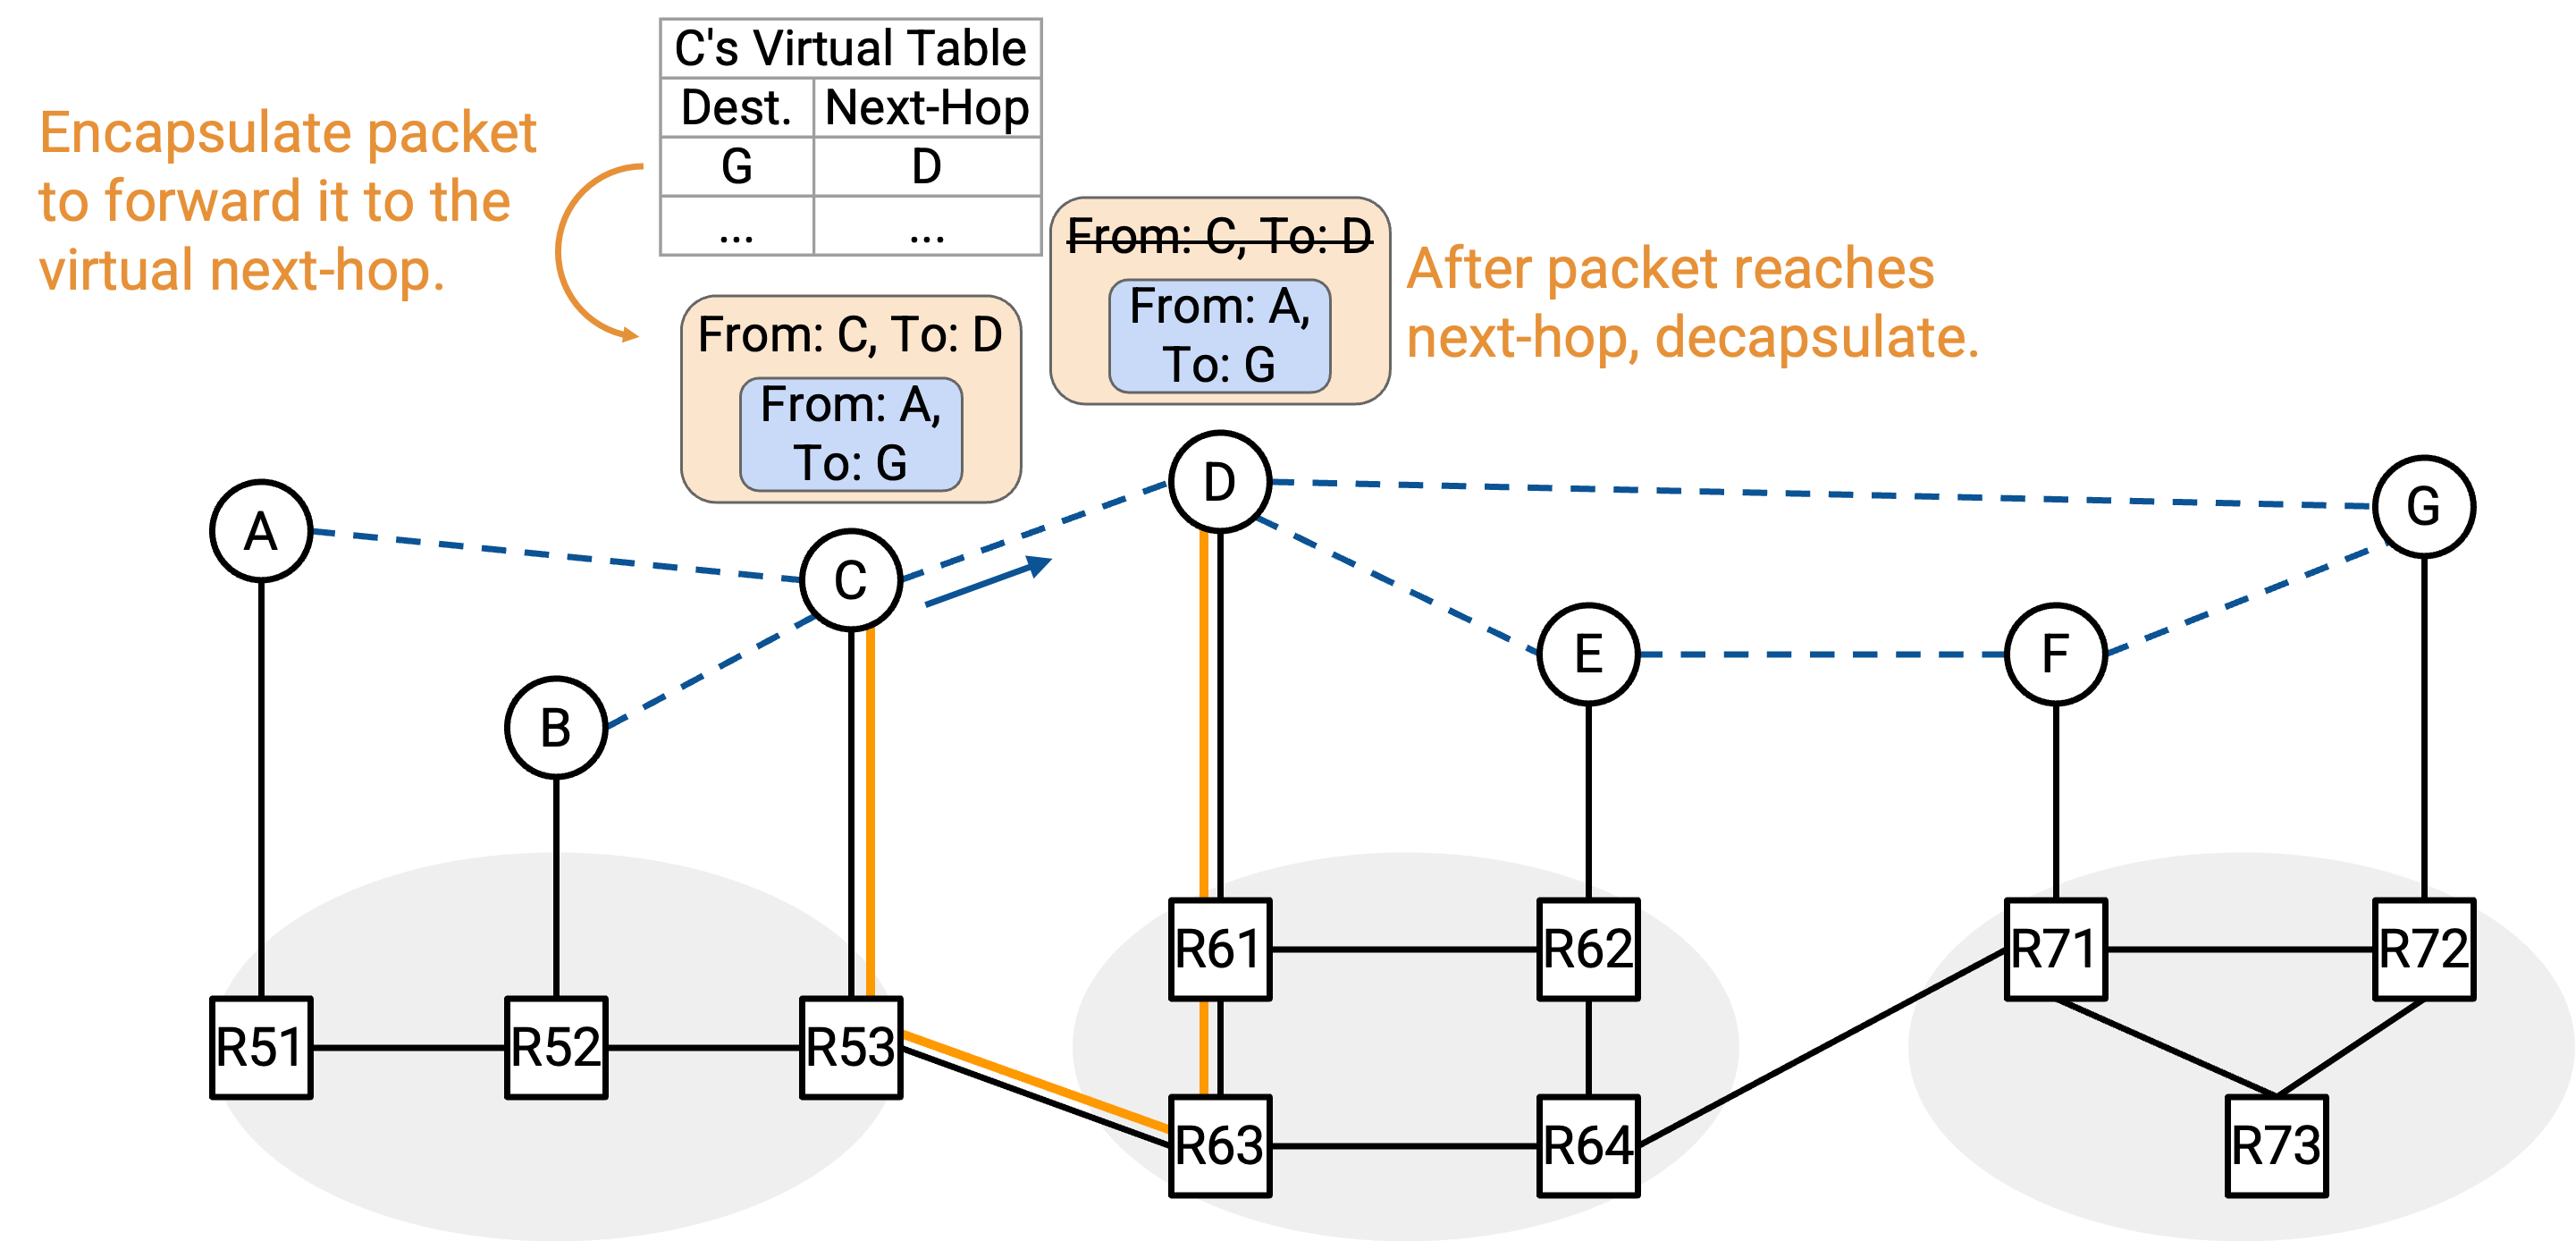 C's Virtual Table
Dest. Next-Hop
G D
... ...
Encapsulate packet
to forward it to the
virtual next-hop.
From: C, To: D
From: A,
To: G
From: C, To: D
From: A,
To: G
After packet reaches
next-hop, decapsulate.
A
B
C
D
E
F
G
R51
R52
R53
R61
R62
R63
R64
R71
R72
R73